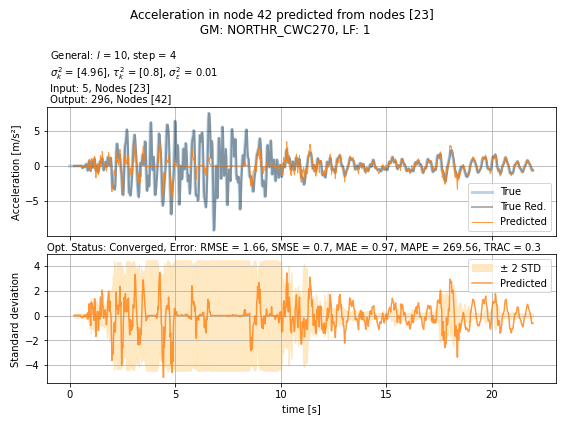 Acceleration in node 42 predicted from nodes [23]
GM: NORTHR_CWC270, LF: 1
General: l = 10, step = 4
σ²ₖ = [4.96], τ²ₖ = [0.8], σ²ε = 0.01
Input: 5, Nodes [23]
Output: 296, Nodes [42]
Acceleration [m/s²]
5
0
−5
True
True Red.
Predicted
Opt. Status: Converged, Error: RMSE = 1.66, SMSE = 0.7, MAE = 0.97, MAPE = 269.56, TRAC = 0.3
Standard deviation
4
2
0
−2
−4
± 2 STD
Predicted
0 5 10 15 20
time [s]